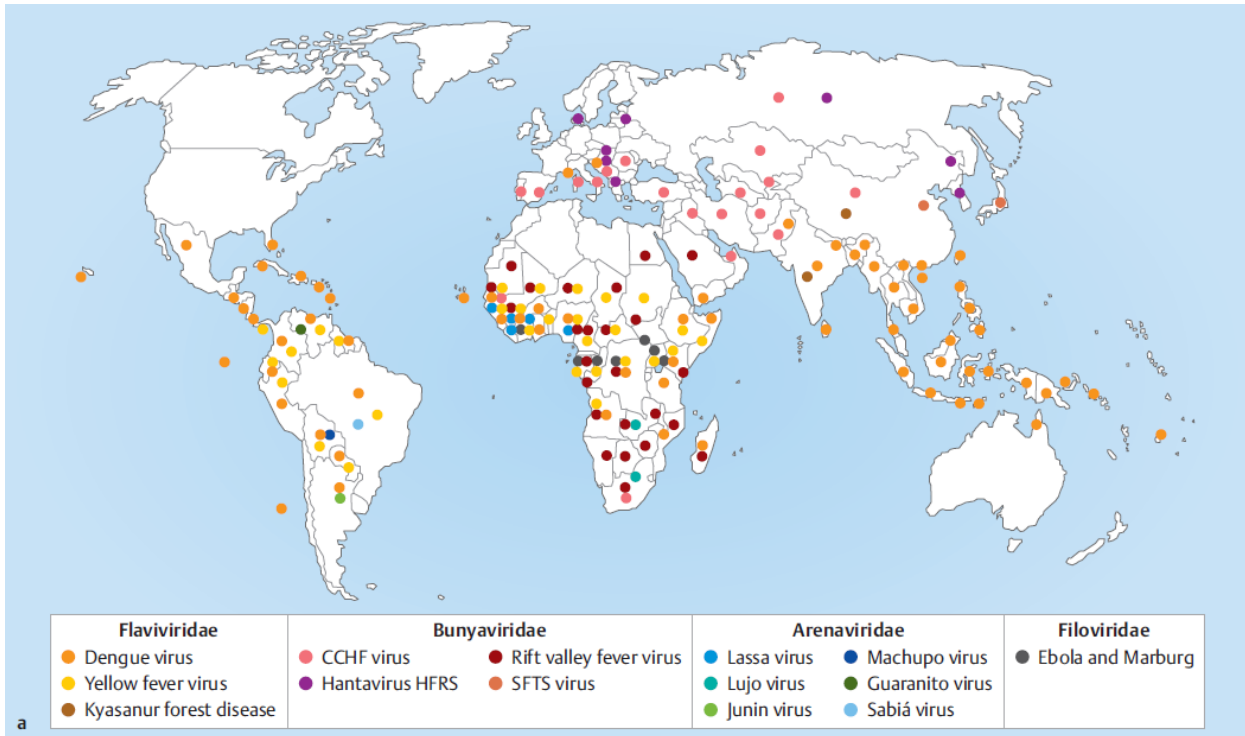 Flaviviridae
Dengue virus
Yellow fever virus
Kyasanur forest disease
Bunyaviridae
CCHF virus
Rift valley fever virus
Hantavirus HFRS
SFTS virus
Arenaviridae
Lassa virus
Machupo virus
Lujo virus
Guaranito virus
Junin virus
Sabiá virus
Filoviridae
Ebola and Marburg
a